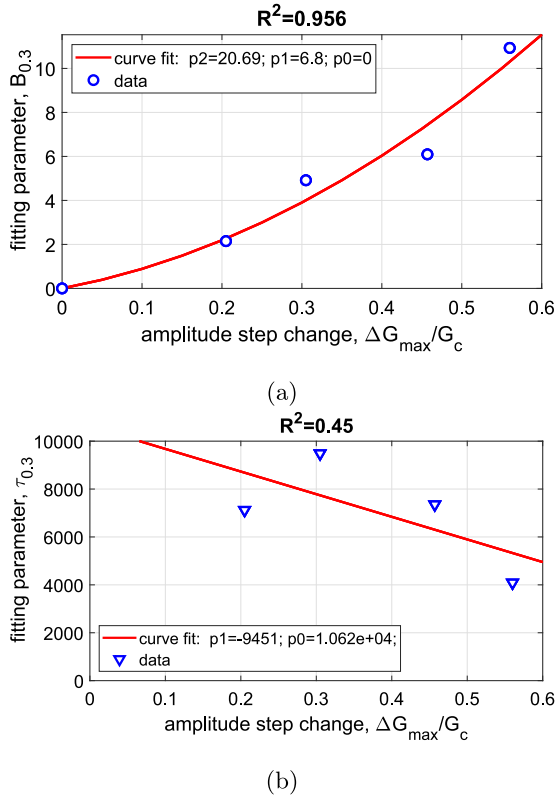 R²=0.956
fitting parameter, B₀.₃
10
8
6
4
2
0
curve fit: p2=20.69; p1=6.8; p0=0
data
0 0.1 0.2 0.3 0.4 0.5 0.6
amplitude step change, ΔGₘₐₓ/G_c
(a)
R²=0.45
fitting parameter, τ₀.₃
10000
8000
6000
4000
2000
0
curve fit: p1=-9451; p0=1.062e+04;
data
0 0.1 0.2 0.3 0.4 0.5 0.6
amplitude step change, ΔGₘₐₓ/G_c
(b)